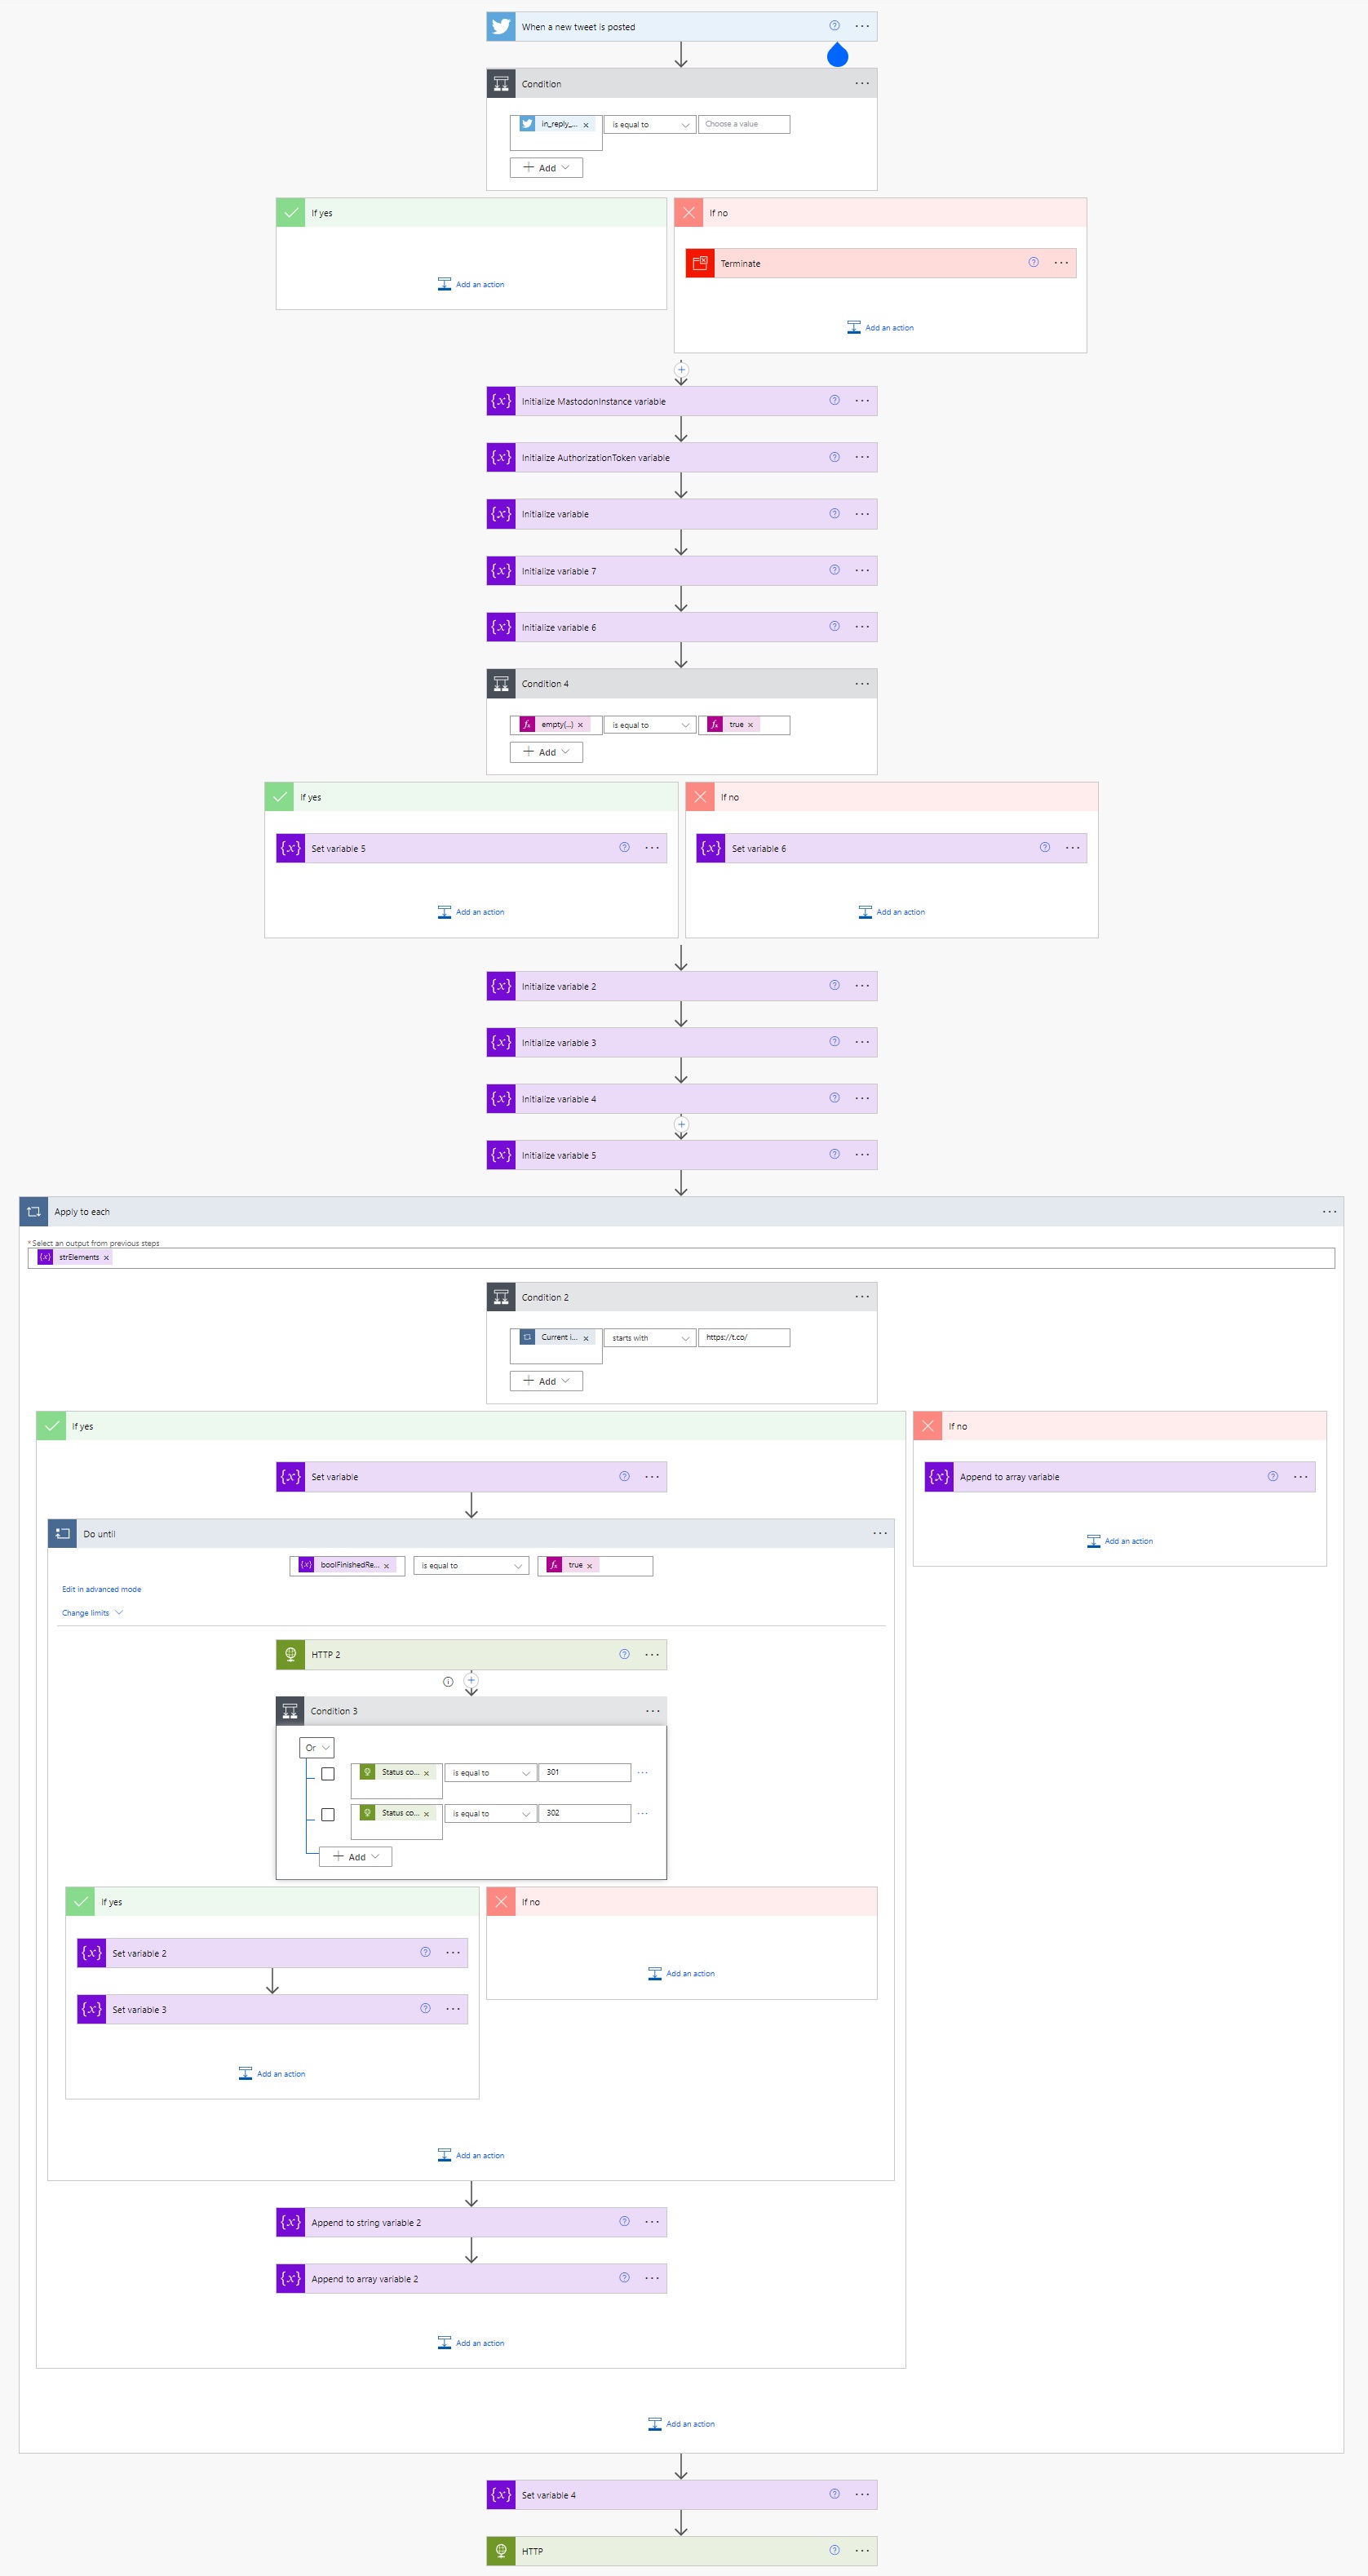 When a new tweet is posted
Condition
in_reply_... is equal to Choose a value
Add
If yes
If no
Terminate
Add an action
Add an action
Initialize MastodonInstance variable
Initialize AuthorizationToken variable
Initialize variable
Initialize variable 7
Initialize variable 6
Condition 4
empty(...) is equal to true
Add
If yes
If no
Set variable 5
Set variable 6
Add an action
Add an action
Initialize variable 2
Initialize variable 3
Initialize variable 4
Initialize variable 5
Apply to each
*Select an output from previous steps
strElements
Condition 2
Current i... starts with https://t.co/
Add
If yes
If no
Set variable
Append to array variable
Add an action
Do until
boolFinishedRe... is equal to true
Edit in advanced mode
Change limits
HTTP 2
Condition 3
Or
Status co... is equal to 301
Status co... is equal to 302
Add
If yes
If no
Set variable 2
Add an action
Set variable 3
Add an action
Add an action
Append to string variable 2
Append to array variable 2
Add an action
Add an action
Set variable 4
HTTP